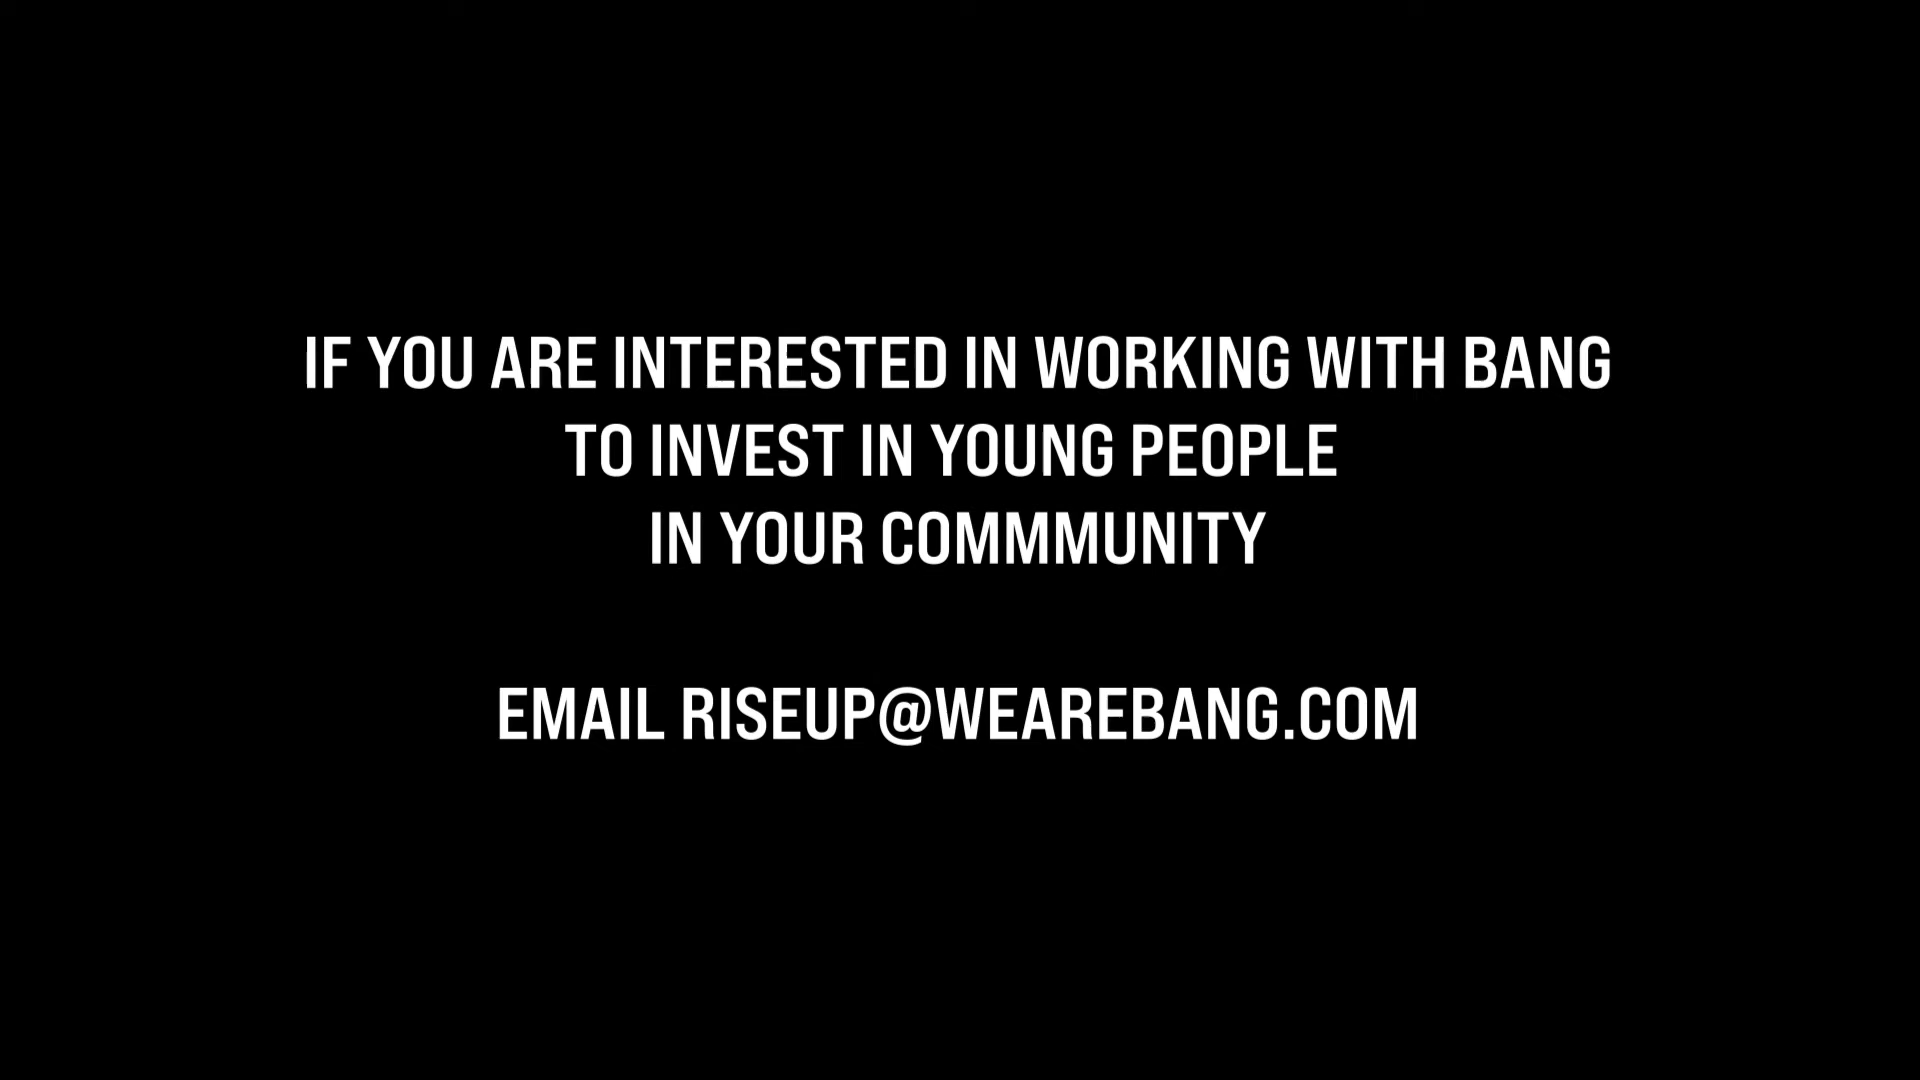 IF YOU ARE INTERESTED IN WORKING WITH BANG
TO INVEST IN YOUNG PEOPLE
IN YOUR COMMMUNITY
EMAIL RISEUP@WEAREBANG.COM